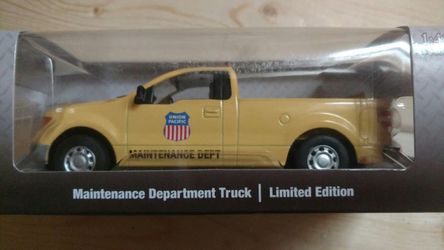 UNION
PACIFIC
MAINTENANCE DEPT
Maintenance Department Truck | Limited Edition